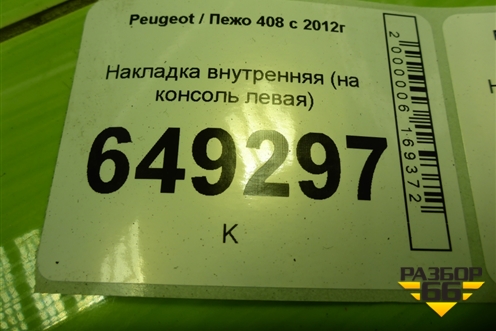 Peugeot / Пежо 408 с 2012г
Накладка внутренняя (на
консоль левая)
649297
К
2000006169372
РАЗБОР
66